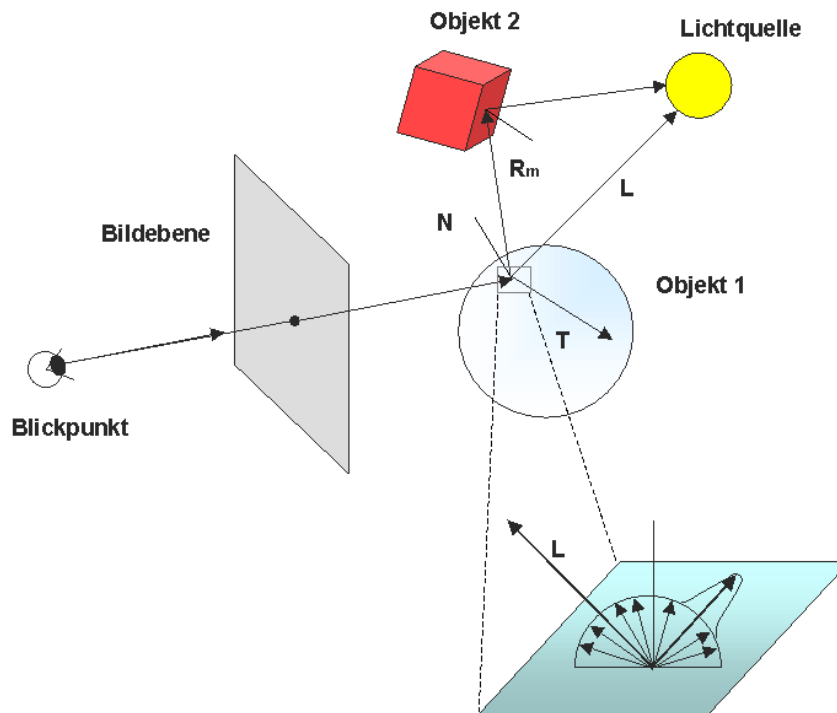 Objekt 2
Lichtquelle
Rm
L
N
Bildebene
Objekt 1
T
Blickpunkt
L